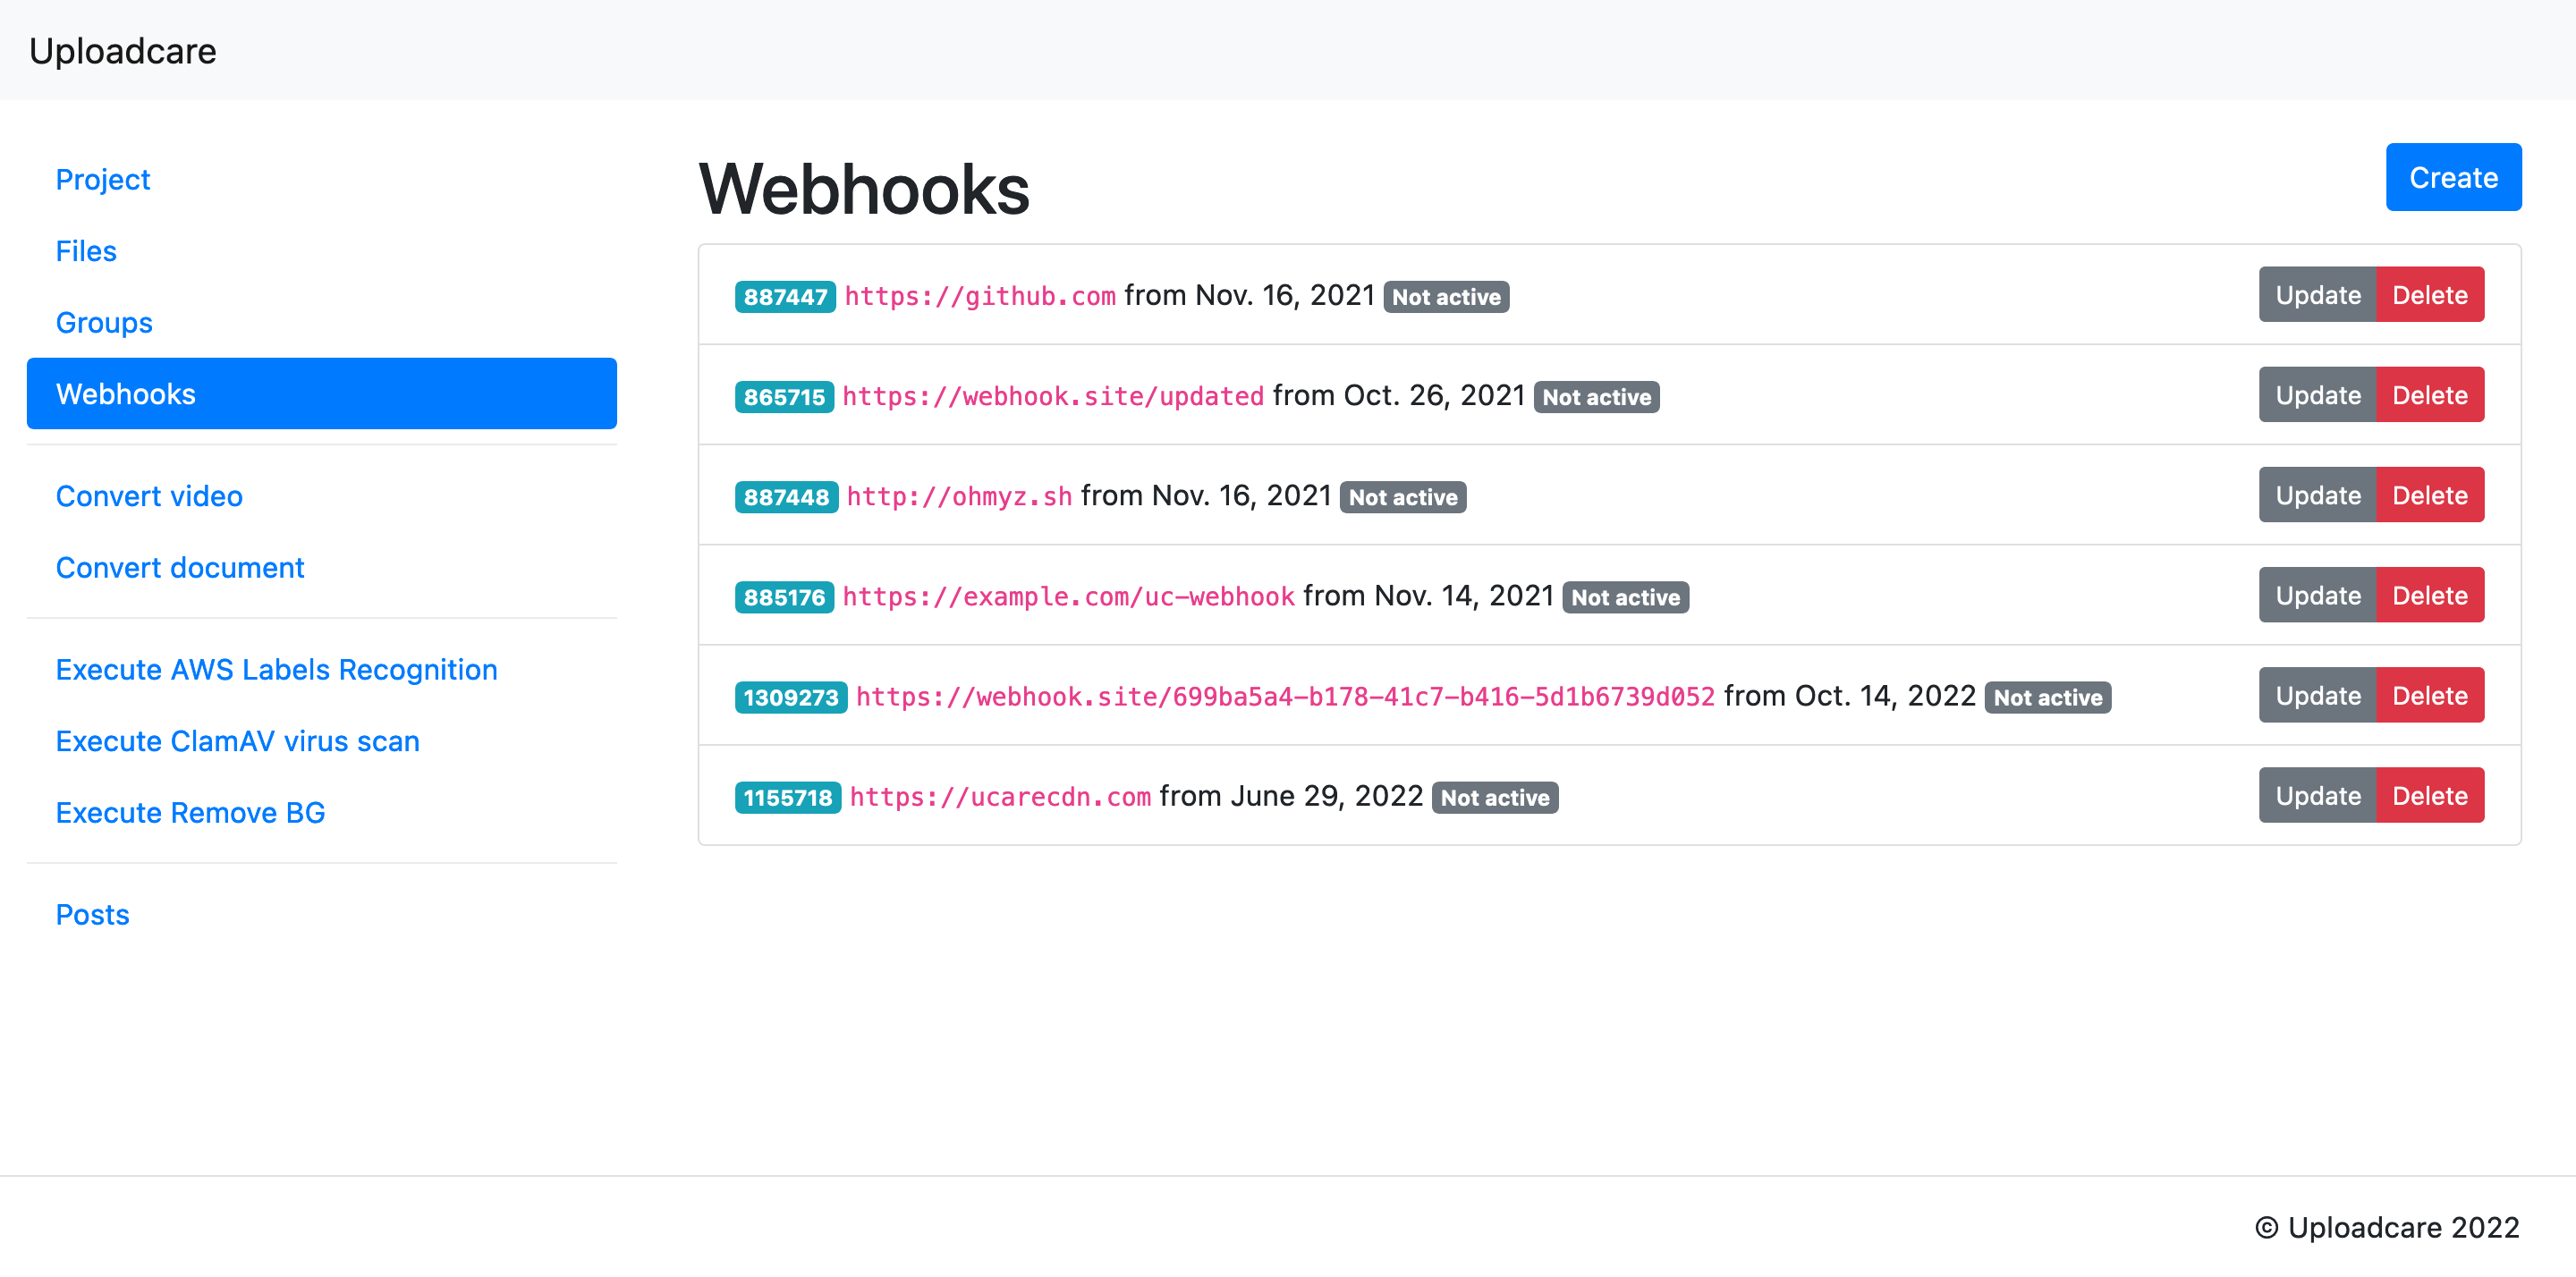 Uploadcare
Project
Files
Groups
Webhooks
Convert video
Convert document
Execute AWS Labels Recognition
Execute ClamAV virus scan
Execute Remove BG
Posts
Webhooks
Create
887447 https://github.com from Nov. 16, 2021 Not active Update Delete
865715 https://webhook.site/updated from Oct. 26, 2021 Not active Update Delete
887448 http://ohmyz.sh from Nov. 16, 2021 Not active Update Delete
885176 https://example.com/uc-webhook from Nov. 14, 2021 Not active Update Delete
1309273 https://webhook.site/699ba5a4-b178-41c7-b416-5d1b6739d052 from Oct. 14, 2022 Not active Update Delete
1155718 https://ucarecdn.com from June 29, 2022 Not active Update Delete
© Uploadcare 2022